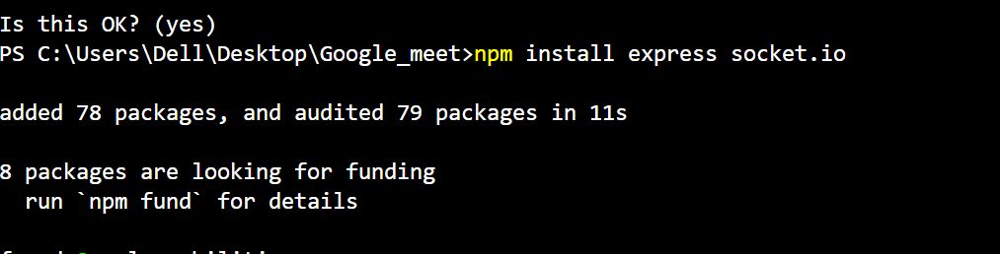 Is this OK? (yes)
PS C:\Users\Dell\Desktop\Google_meet>npm install express socket.io
added 78 packages, and audited 79 packages in 11s
8 packages are looking for funding
run `npm fund` for details